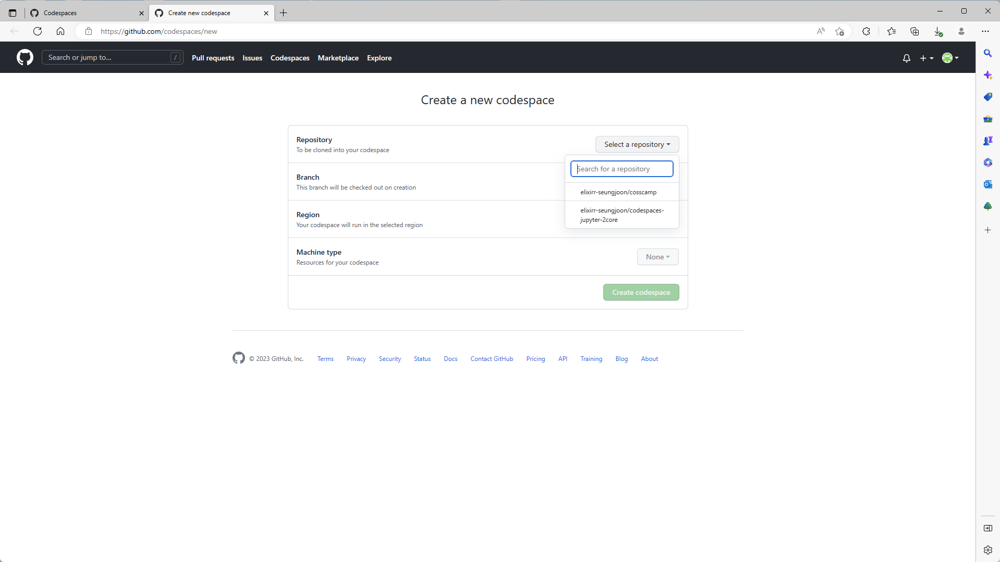 Codespaces
Create new codespace
https://github.com/codespaces/new
Search or jump to...
/
Pull requests
Issues
Codespaces
Marketplace
Explore
Create a new codespace
Repository
To be cloned into your codespace
Select a repository
Search for a repository
elixirr-seungjoon/cosscamp
elixirr-seungjoon/codespaces-
jupyter-2core
Branch
This branch will be checked out on creation
Region
Your codespace will run in the selected region
Machine type
Resources for your codespace
None
Create codespace
© 2023 GitHub, Inc.
Terms
Privacy
Security
Status
Docs
Contact GitHub
Pricing
API
Training
Blog
About